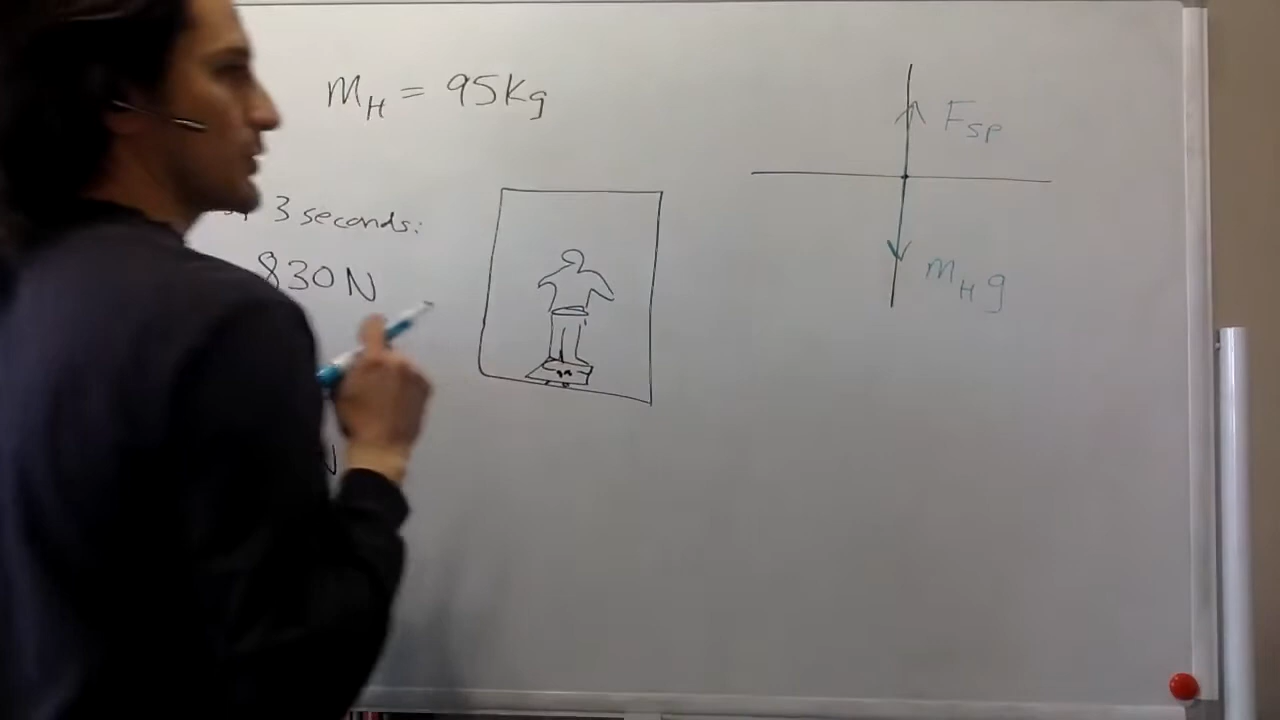 m_H = 95Kg
3 seconds:
830N
N
F_sp
m_H g